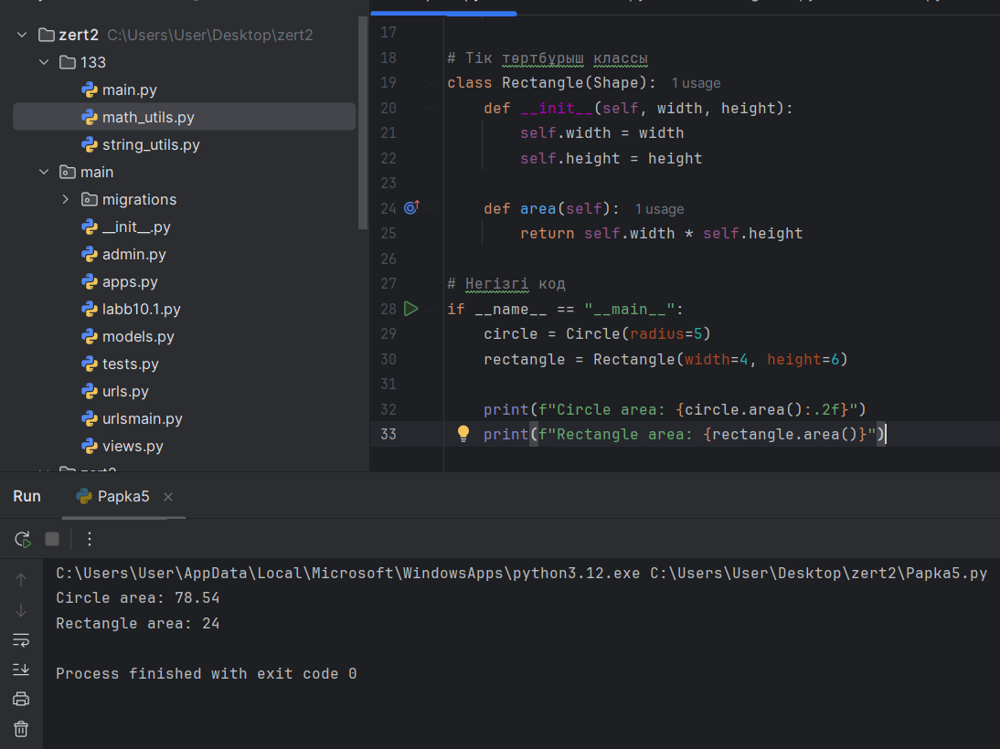 zert2 C:\Users\User\Desktop\zert2
133
main.py
math_utils.py
string_utils.py
main
migrations
__init__.py
admin.py
apps.py
labb10.1.py
models.py
tests.py
urls.py
urlsmain.py
views.py
17
18 # Тік төртбұрыш классы
19 class Rectangle(Shape): 1 usage
20 def __init__(self, width, height):
21 self.width = width
22 self.height = height
23
24 def area(self): 1 usage
25 return self.width * self.height
26
27 # Негізгі код
28 if __name__ == "__main__":
29 circle = Circle(radius=5)
30 rectangle = Rectangle(width=4, height=6)
31
32 print(f"Circle area: {circle.area():.2f}")
33 print(f"Rectangle area: {rectangle.area()}")
Run Papka5
C:\Users\User\AppData\Local\Microsoft\WindowsApps\python3.12.exe C:\Users\User\Desktop\zert2\Papka5.py
Circle area: 78.54
Rectangle area: 24
Process finished with exit code 0